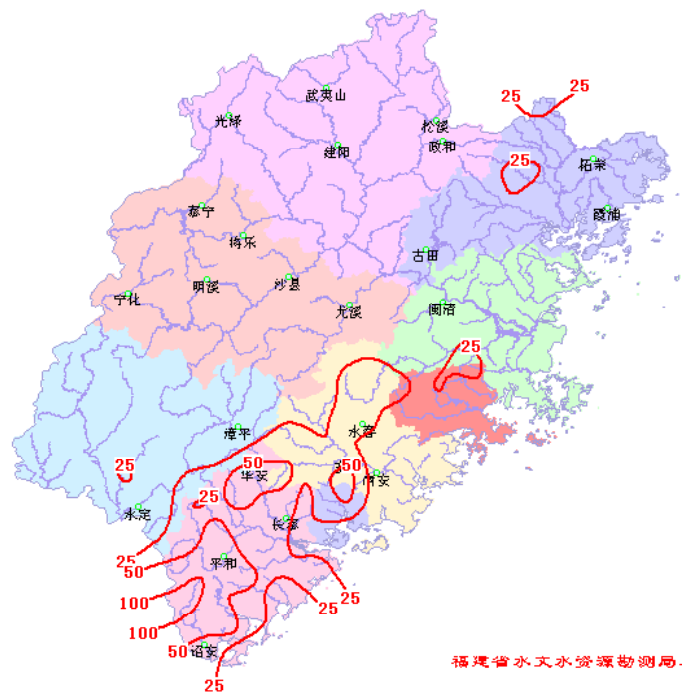 25
25
武夷山
光泽
松溪
政和
建阳
25
柘荣
泰宁
霞浦
将乐
古田
明溪
沙县
宁化
尤溪
闽清
25
漳平
永春
25
50
华安
50
南安
25
永定
长泰
25
平和
50
100
25
25
100
50
诏安
25
福建省水文水资源勘测局